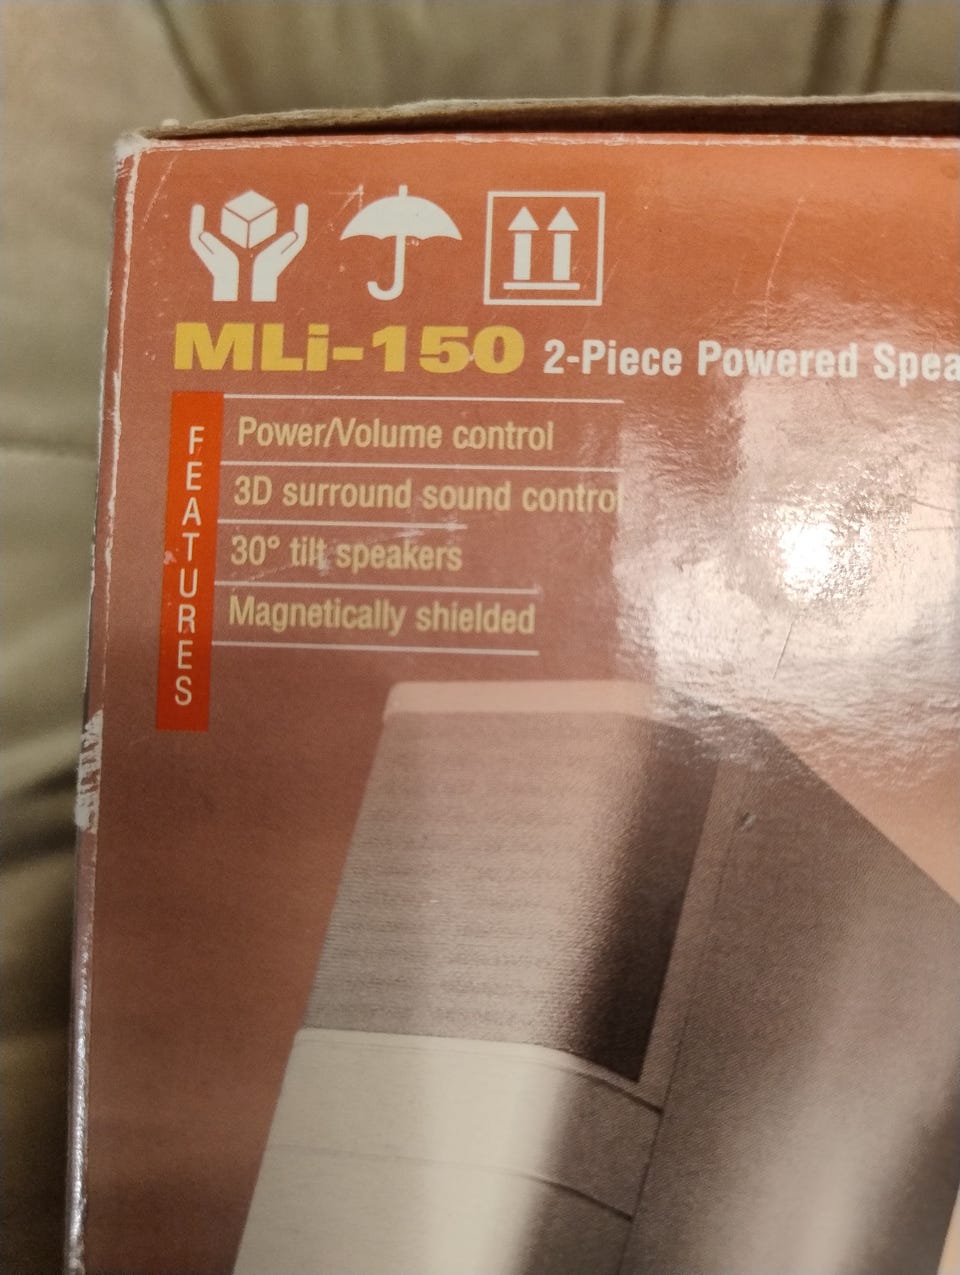 MLi-150 2-Piece Powered Spea
FEATURES
Power/Volume control
3D surround sound control
30° tilt speakers
Magnetically shielded